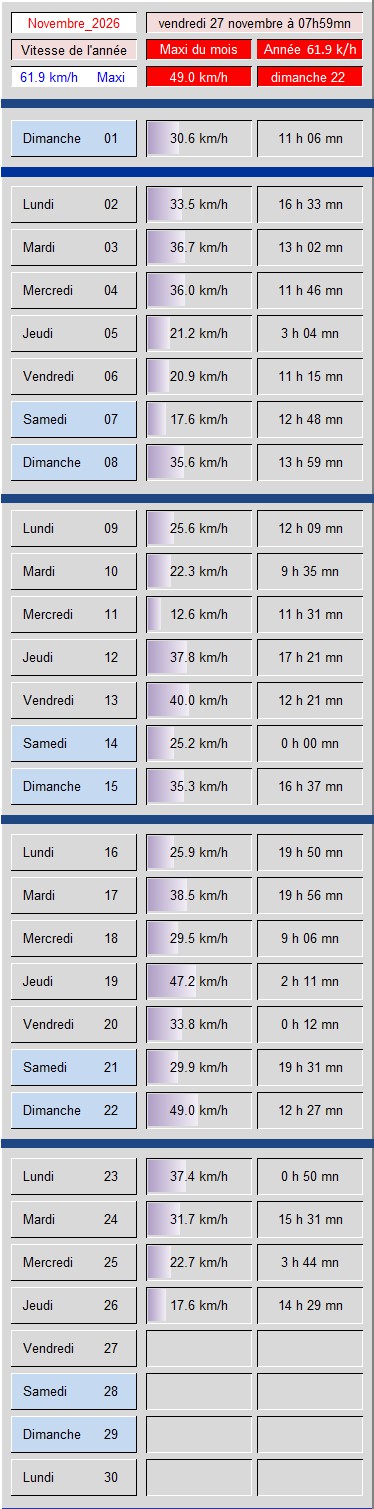 Novembre_2026 vendredi 27 novembre à 07h59mn
Vitesse de l'année Maxi du mois Année 61.9 k/h
61.9 km/h Maxi 49.0 km/h dimanche 22
Dimanche 01 30.6 km/h 11 h 06 mn
Lundi 02 33.5 km/h 16 h 33 mn
Mardi 03 36.7 km/h 13 h 02 mn
Mercredi 04 36.0 km/h 11 h 46 mn
Jeudi 05 21.2 km/h 3 h 04 mn
Vendredi 06 20.9 km/h 11 h 15 mn
Samedi 07 17.6 km/h 12 h 48 mn
Dimanche 08 35.6 km/h 13 h 59 mn
Lundi 09 25.6 km/h 12 h 09 mn
Mardi 10 22.3 km/h 9 h 35 mn
Mercredi 11 12.6 km/h 11 h 31 mn
Jeudi 12 37.8 km/h 17 h 21 mn
Vendredi 13 40.0 km/h 12 h 21 mn
Samedi 14 25.2 km/h 0 h 00 mn
Dimanche 15 35.3 km/h 16 h 37 mn
Lundi 16 25.9 km/h 19 h 50 mn
Mardi 17 38.5 km/h 19 h 56 mn
Mercredi 18 29.5 km/h 9 h 06 mn
Jeudi 19 47.2 km/h 2 h 11 mn
Vendredi 20 33.8 km/h 0 h 12 mn
Samedi 21 29.9 km/h 19 h 31 mn
Dimanche 22 49.0 km/h 12 h 27 mn
Lundi 23 37.4 km/h 0 h 50 mn
Mardi 24 31.7 km/h 15 h 31 mn
Mercredi 25 22.7 km/h 3 h 44 mn
Jeudi 26 17.6 km/h 14 h 29 mn
Vendredi 27
Samedi 28
Dimanche 29
Lundi 30